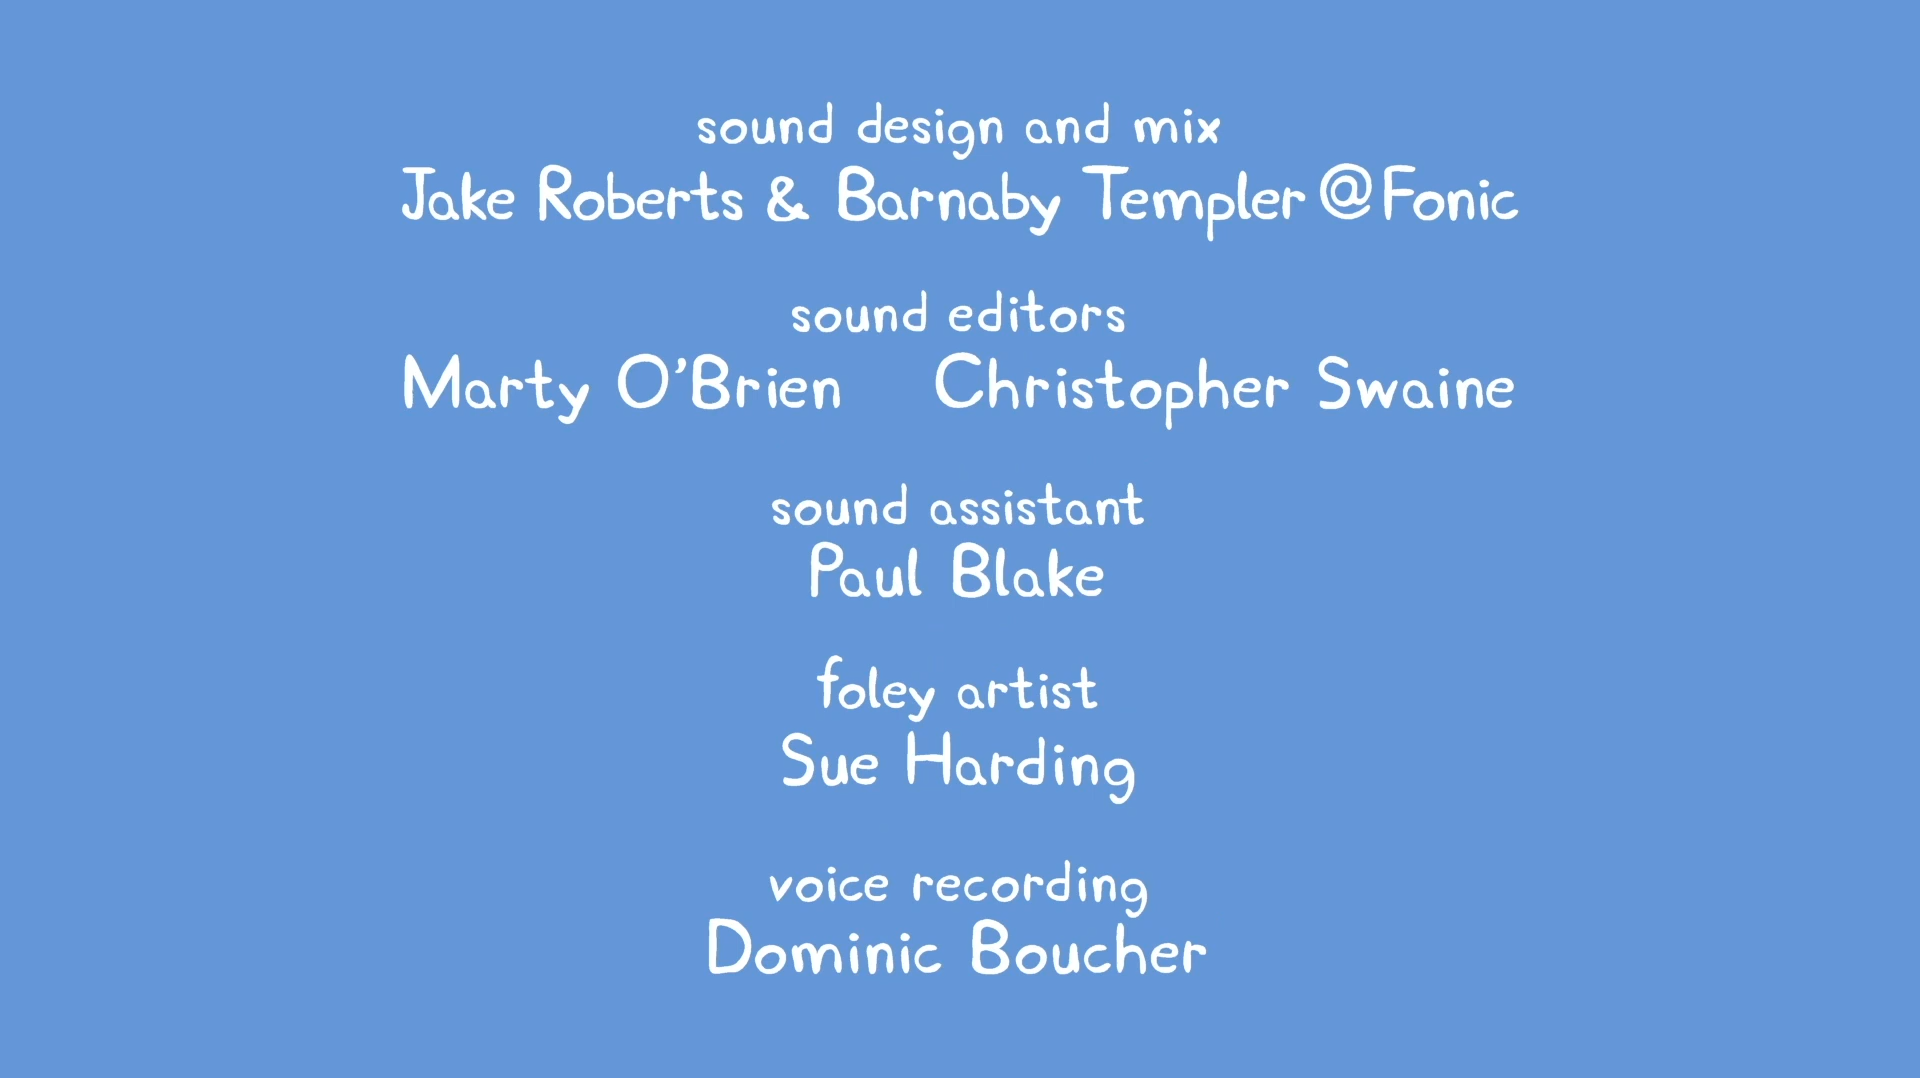 sound design and mix
Jake Roberts & Barnaby Templer @Fonic
sound editors
Marty O'Brien Christopher Swaine
sound assistant
Paul Blake
foley artist
Sue Harding
voice recording
Dominic Boucher